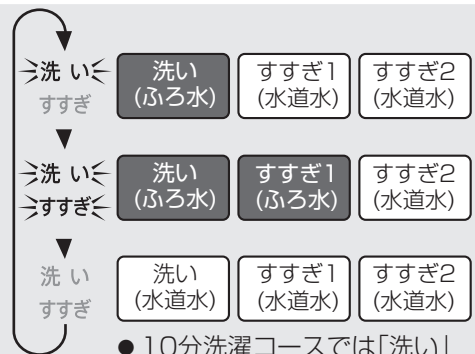 洗い
すすぎ
洗い
(ふろ水)
すすぎ1
(水道水)
すすぎ2
(水道水)
洗い
すすぎ
洗い
(ふろ水)
すすぎ1
(ふろ水)
すすぎ2
(水道水)
洗い
すすぎ
洗い
(水道水)
すすぎ1
(水道水)
すすぎ2
(水道水)
●10分洗濯コースでは「洗い」